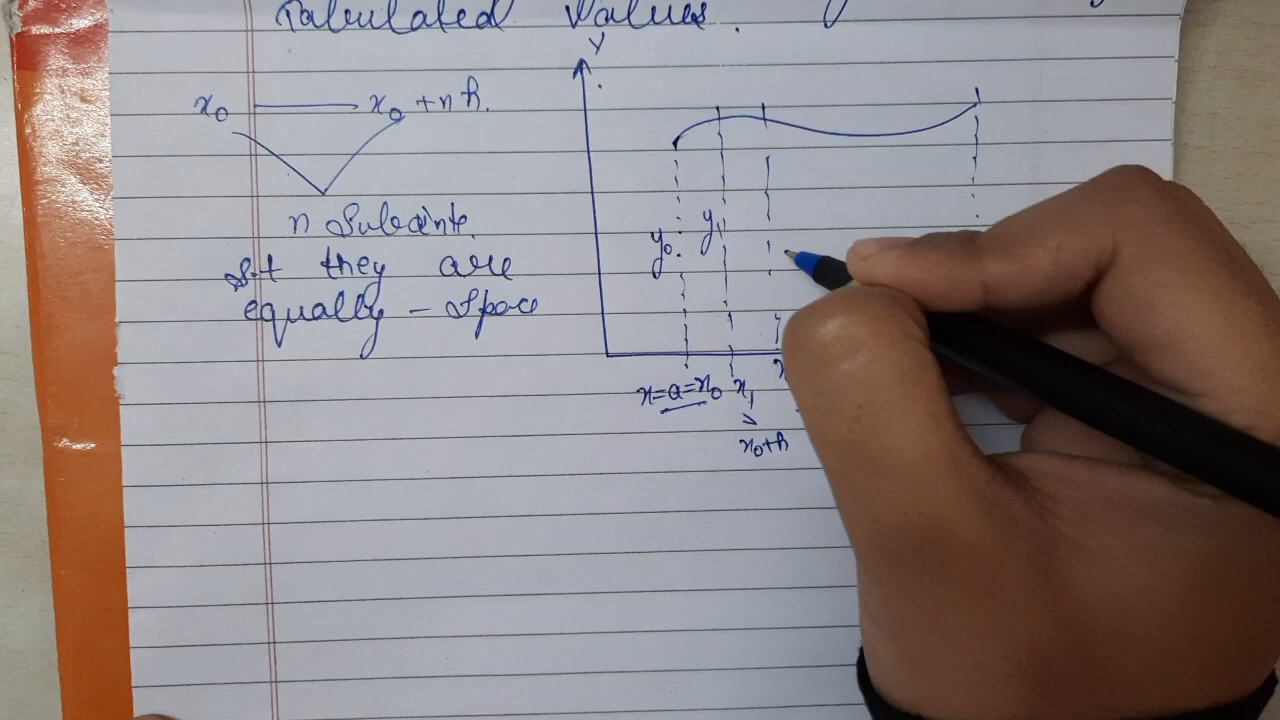 Tabulated Values.
Y
x₀ — x₀ + nh.
n Subints.
S.t they are
equally - Space
y₀ y₁
x=a=x₀ x₁
x₀+h